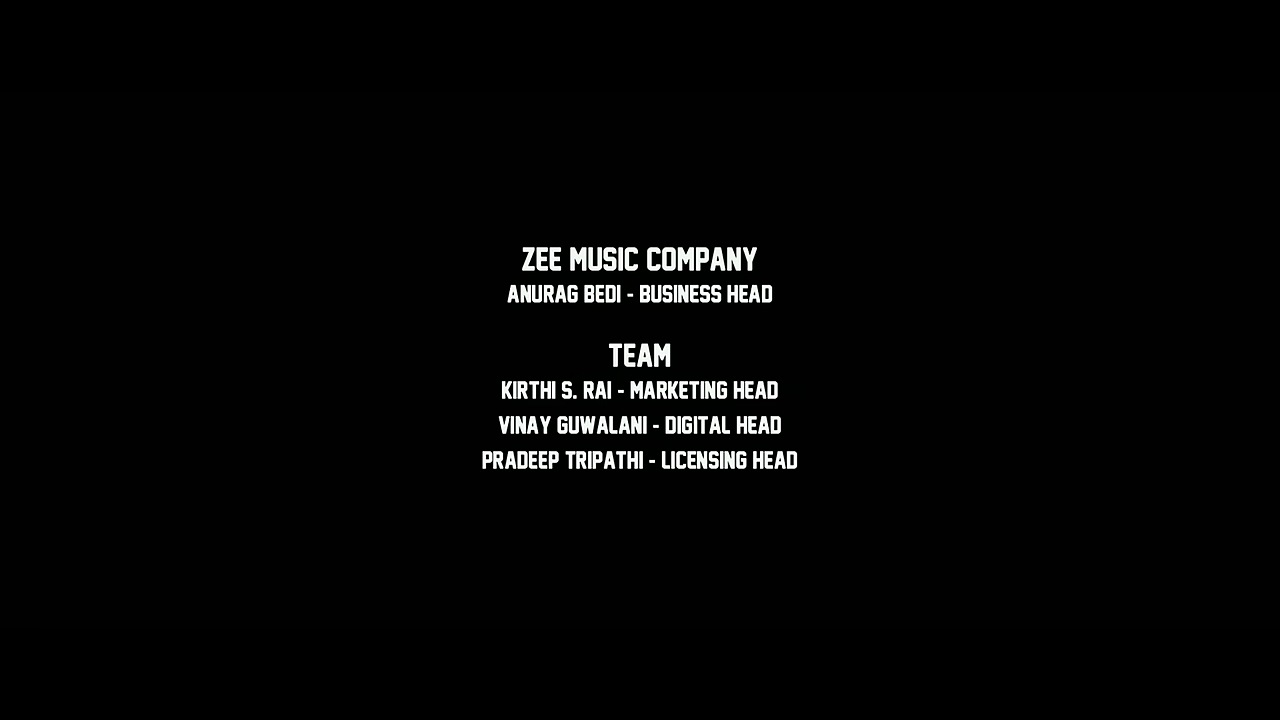 ZEE MUSIC COMPANY
ANURAG BEDI - BUSINESS HEAD
TEAM
KIRTHI S. RAI - MARKETING HEAD
VINAY GUWALANI - DIGITAL HEAD
PRADEEP TRIPATHI - LICENSING HEAD